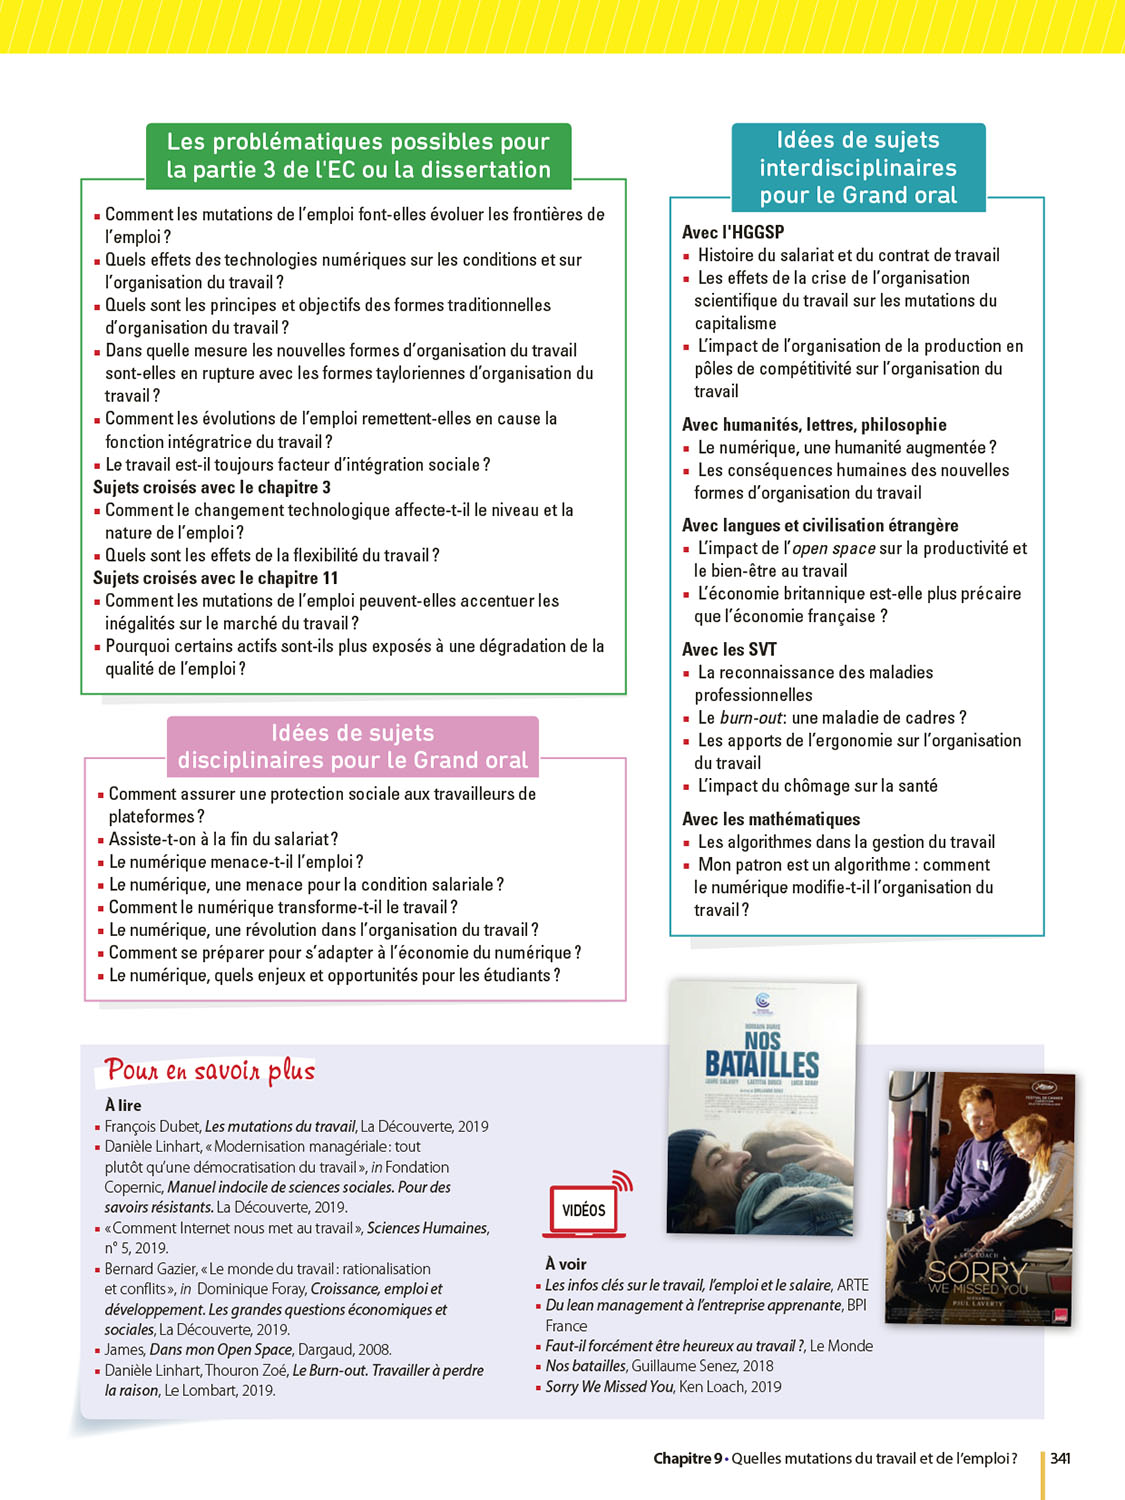 Les problématiques possibles pour
la partie 3 de l'EC ou la dissertation
▪ Comment les mutations de l’emploi font-elles évoluer les frontières de
l’emploi ?
▪ Quels effets des technologies numériques sur les conditions et sur
l’organisation du travail ?
▪ Quels sont les principes et objectifs des formes traditionnelles
d’organisation du travail ?
▪ Dans quelle mesure les nouvelles formes d’organisation du travail
sont-elles en rupture avec les formes tayloriennes d’organisation du
travail ?
▪ Comment les évolutions de l’emploi remettent-elles en cause la
fonction intégratrice du travail ?
▪ Le travail est-il toujours facteur d’intégration sociale ?
Sujets croisés avec le chapitre 3
▪ Comment le changement technologique affecte-t-il le niveau et la
nature de l’emploi ?
▪ Quels sont les effets de la flexibilité du travail ?
Sujets croisés avec le chapitre 11
▪ Comment les mutations de l’emploi peuvent-elles accentuer les
inégalités sur le marché du travail ?
▪ Pourquoi certains actifs sont-ils plus exposés à une dégradation de la
qualité de l’emploi ?
Idées de sujets
disciplinaires pour le Grand oral
▪ Comment assurer une protection sociale aux travailleurs de
plateformes ?
▪ Assiste-t-on à la fin du salariat ?
▪ Le numérique menace-t-il l’emploi ?
▪ Le numérique, une menace pour la condition salariale ?
▪ Comment le numérique transforme-t-il le travail ?
▪ Le numérique, une révolution dans l’organisation du travail ?
▪ Comment se préparer pour s’adapter à l’économie du numérique ?
▪ Le numérique, quels enjeux et opportunités pour les étudiants ?
Idées de sujets
interdisciplinaires
pour le Grand oral
Avec l'HGGSP
▪ Histoire du salariat et du contrat de travail
▪ Les effets de la crise de l’organisation
scientifique du travail sur les mutations du
capitalisme
▪ L’impact de l’organisation de la production en
pôles de compétitivité sur l’organisation du
travail
Avec humanités, lettres, philosophie
▪ Le numérique, une humanité augmentée ?
▪ Les conséquences humaines des nouvelles
formes d’organisation du travail
Avec langues et civilisation étrangère
▪ L’impact de l’open space sur la productivité et
le bien-être au travail
▪ L’économie britannique est-elle plus précaire
que l’économie française ?
Avec les SVT
▪ La reconnaissance des maladies
professionnelles
▪ Le burn-out : une maladie de cadres ?
▪ Les apports de l’ergonomie sur l’organisation
du travail
▪ L’impact du chômage sur la santé
Avec les mathématiques
▪ Les algorithmes dans la gestion du travail
▪ Mon patron est un algorithme : comment
le numérique modifie-t-il l’organisation du
travail ?
Pour en savoir plus
À lire
▪ François Dubet, Les mutations du travail, La Découverte, 2019
▪ Danièle Linhart, « Modernisation managériale : tout
plutôt qu’une démocratisation du travail », in Fondation
Copernic, Manuel indocile de sciences sociales. Pour des
savoirs résistants. La Découverte, 2019.
▪ « Comment Internet nous met au travail », Sciences Humaines,
n° 5, 2019.
▪ Bernard Gazier, « Le monde du travail : rationalisation
et conflits », in Dominique Foray, Croissance, emploi et
développement. Les grandes questions économiques et
sociales, La Découverte, 2019.
▪ James, Dans mon Open Space, Dargaud, 2008.
▪ Danièle Linhart, Thouron Zoé, Le Burn-out. Travailler à perdre
la raison, Le Lombart, 2019.
VIDÉOS
À voir
▪ Les infos clés sur le travail, l’emploi et le salaire, ARTE
▪ Du lean management à l’entreprise apprenante, BPI
France
▪ Faut-il forcément être heureux au travail ?, Le Monde
▪ Nos batailles, Guillaume Senez, 2018
▪ Sorry We Missed You, Ken Loach, 2019
ROMAIN DURIS
NOS
BATAILLES
FESTIVAL DE CANNES
KEN LOACH
SORRY
WE MISSED YOU
PAUL LAVERTY
Chapitre 9 • Quelles mutations du travail et de l’emploi ? 341